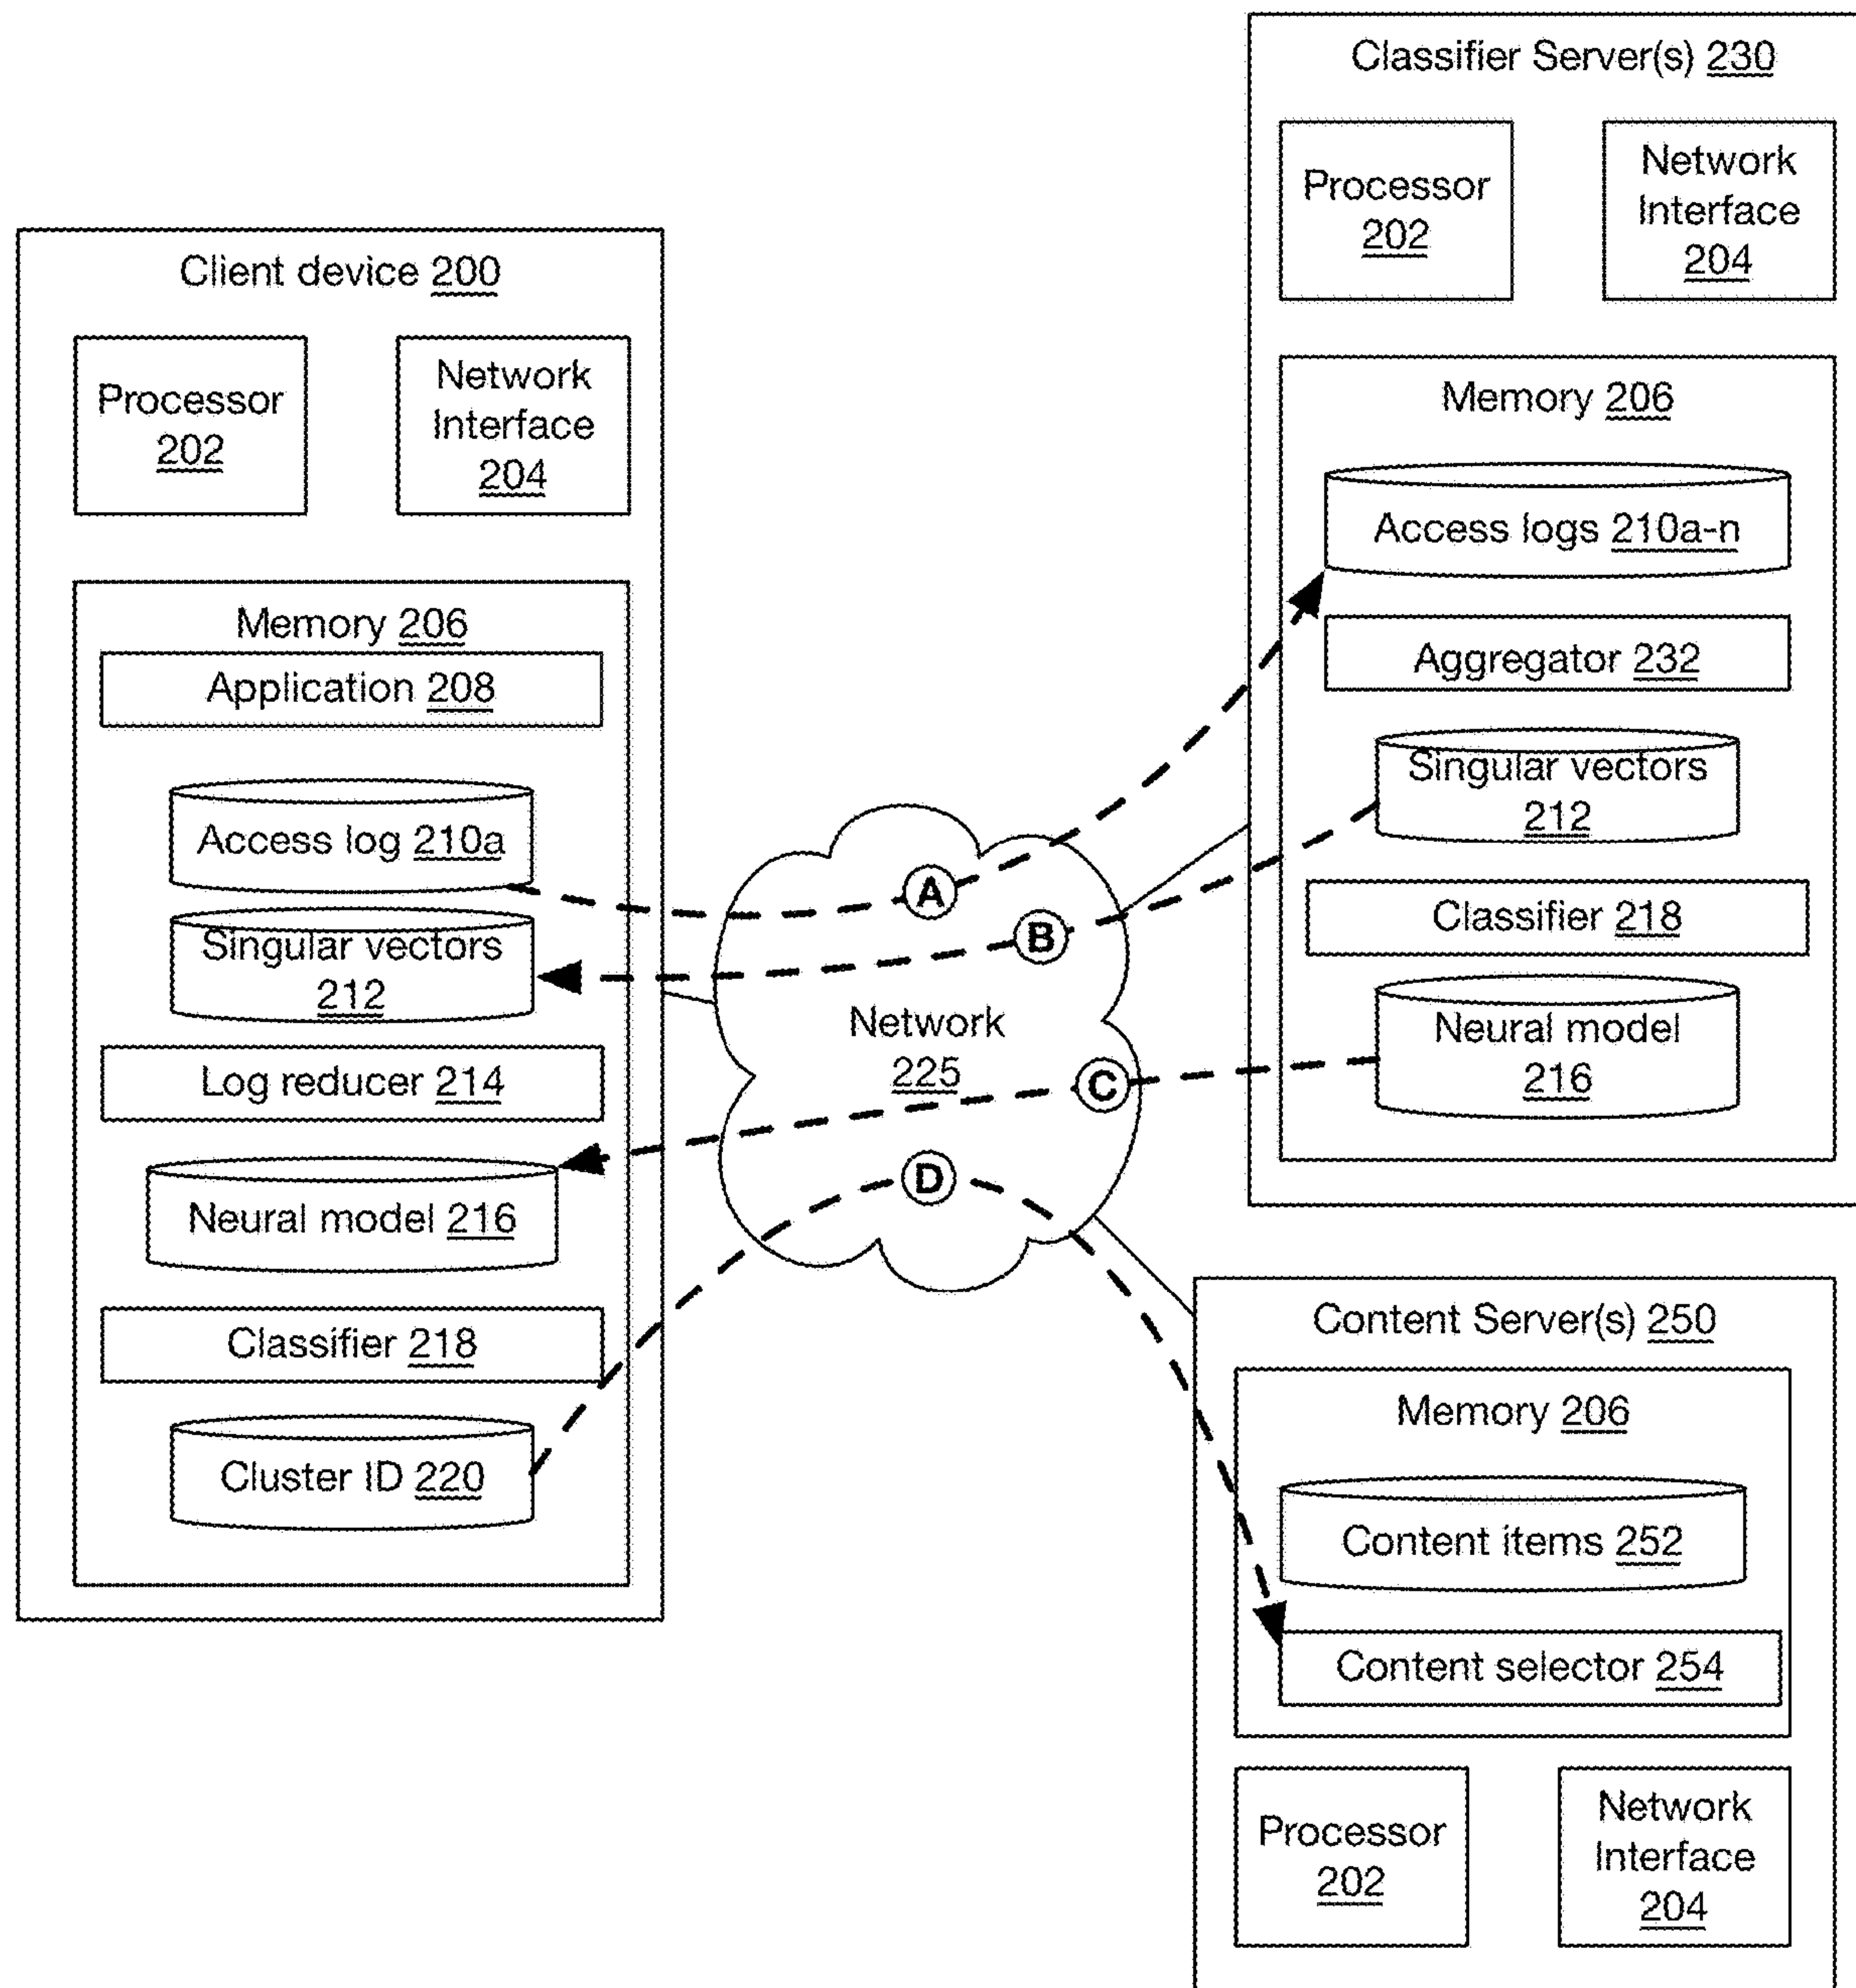 Client device 200
Processor
202
Network
Interface
204
Memory 206
Application 208
Access log 210a
Singular vectors
212
Log reducer 214
Neural model 216
Classifier 218
Cluster ID 220
A
B
Network
225
C
D
Classifier Server(s) 230
Processor
202
Network
Interface
204
Memory 206
Access logs 210a-n
Aggregator 232
Singular vectors
212
Classifier 218
Neural model
216
Content Server(s) 250
Memory 206
Content items 252
Content selector 254
Processor
202
Network
Interface
204